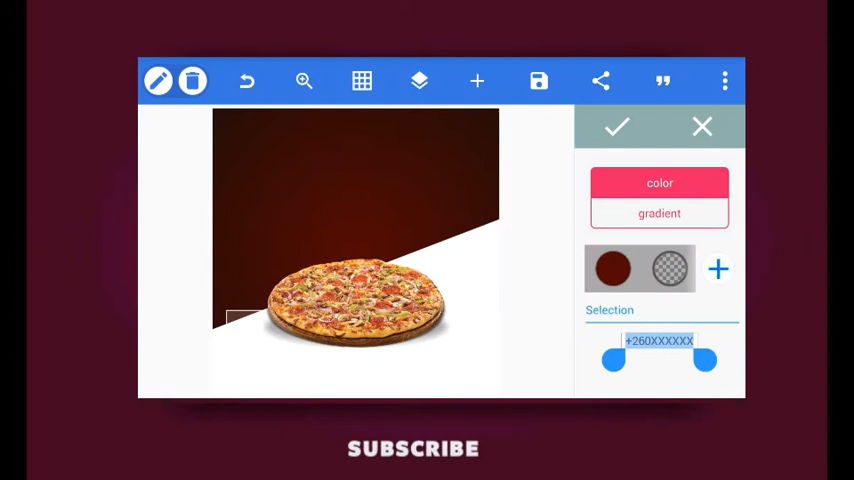 color
gradient
Selection
+260XXXXXX
SUBSCRIBE